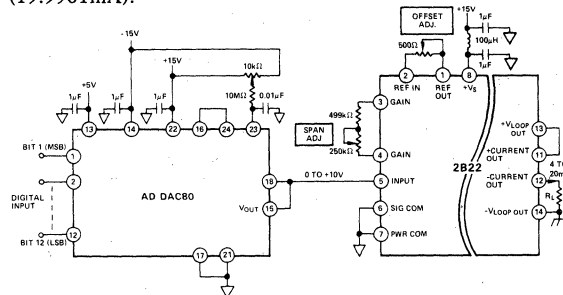 (19.9961mA).
OFFSET
ADJ.
+15V
1μF
100μH
1μF
500Ω
2
1
8
REF IN
REF
OUT
+VS
-15V
+15V
10kΩ
+5V
10MΩ
0.01μF
1μF
1μF
1μF
13
14
22
16
24
23
3
GAIN
499kΩ
SPAN
ADJ
250kΩ
4
GAIN
+VLOOP
OUT
13
+CURRENT
OUT
11
2B22
-CURRENT
OUT
12
4 TO
20m
RL
-VLOOP OUT
14
BIT 1 (MSB)
1
2
DIGITAL
INPUT
BIT 12 (LSB)
12
AD DAC80
18
VOUT
15
0 TO +10V
5
INPUT
6
SIG COM
7
PWR COM
17
21